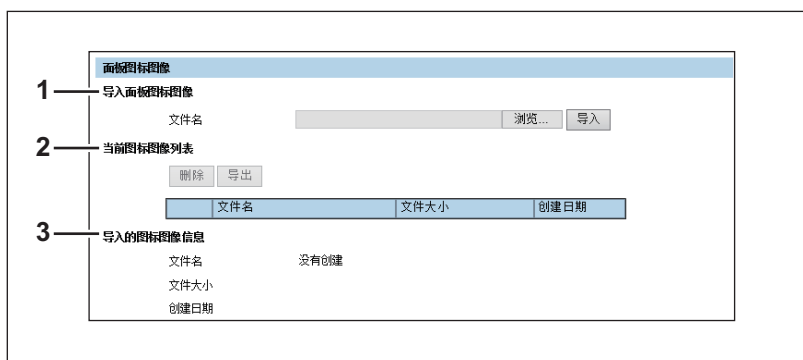 面板图标图像
1 导入面板图标图像
文件名 浏览... 导入
2 当前图标图像列表
删除 导出
文件名 文件大小 创建日期
3 导入的图标图像信息
文件名 没有创建
文件大小
创建日期